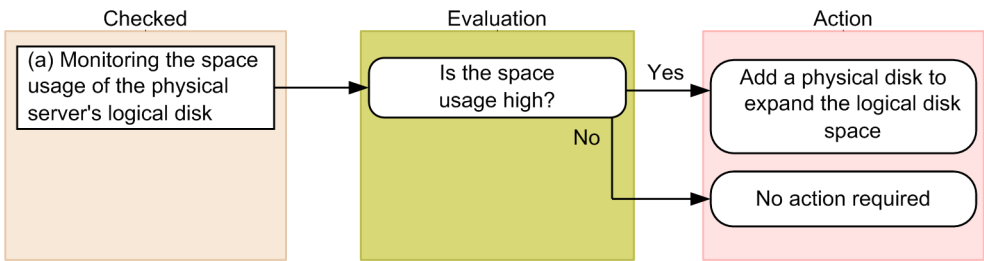 Checked
Evaluation
Action
(a) Monitoring the space
usage of the physical
server's logical disk
Is the space
usage high?
Yes
No
Add a physical disk to
expand the logical disk
space
No action required